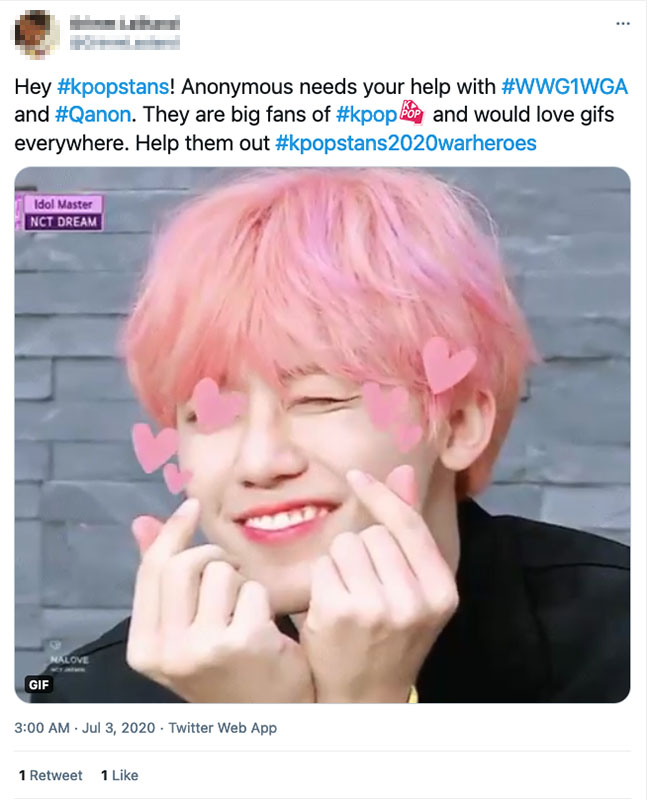 Hey #kpopstans! Anonymous needs your help with #WWG1WGA
and #Qanon. They are big fans of #kpop K POP and would love gifs
everywhere. Help them out #kpopstans2020warheroes
Idol Master
NCT DREAM
NALOVE
GIF
3:00 AM · Jul 3, 2020 · Twitter Web App
1 Retweet 1 Like